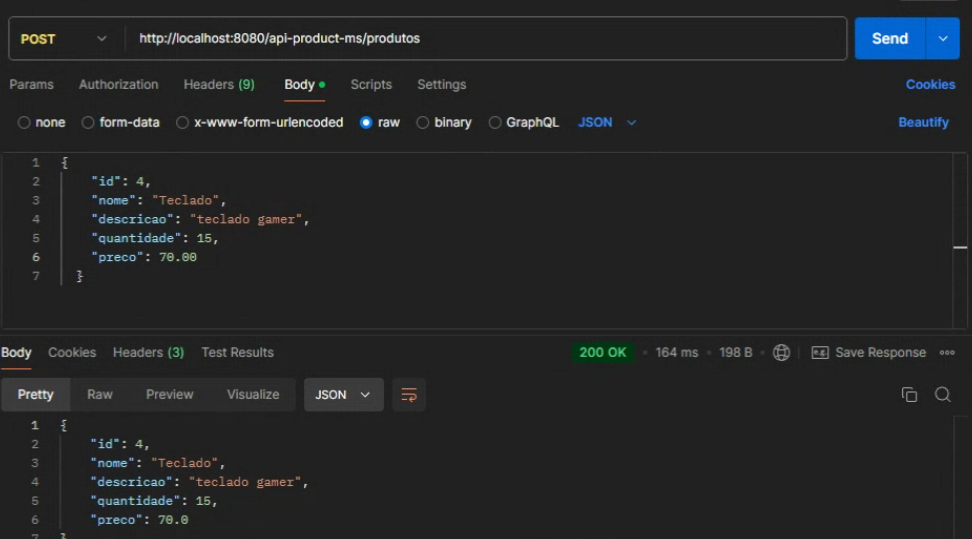 POST http://localhost:8080/api-product-ms/produtos Send
Params Authorization Headers (9) Body Scripts Settings Cookies
none form-data x-www-form-urlencoded raw binary GraphQL JSON Beautify
1 {
2 "id": 4,
3 "nome": "Teclado",
4 "descricao": "teclado gamer",
5 "quantidade": 15,
6 "preco": 70.00
7 }
Body Cookies Headers (3) Test Results 200 OK 164 ms 198 B e.g. Save Response
Pretty Raw Preview Visualize JSON
1 {
2 "id": 4,
3 "nome": "Teclado",
4 "descricao": "teclado gamer",
5 "quantidade": 15,
6 "preco": 70.0
7 }